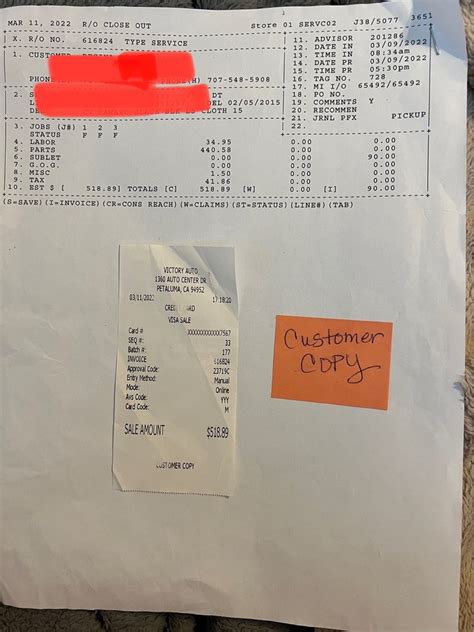 1
MAR 11, 2022 R/O CLOSE OUT Store 01 SERVC02 J38/5077 3651
X. R/O NO. 616824 TYPE SERVICE
1. CUSTOMER
PHON (H) 707-548-5908
2. S DT
L DEL 02/05/2015
DE CLOTH 15
11. ADVISOR 201286
12. DATE IN 03/09/2022
13. TIME IN 08:34am
14. DATE PR 03/09/2022
15. TIME PR 05:30pm
16. TAG NO. 728
17. MI I/O 65492/65492
18. PO NO.
19. COMMENTS Y
20. RECOMMEN
21. JRNL PFX PICKUP
22.
3. JOBS (J#) 1 2 3
STATUS F F F
4. LABOR 34.95 0.00 0.00
5. PARTS 440.58 0.00 0.00
6. SUBLET 0.00 0.00 90.00
7. G.O.G. 0.00 0.00 0.00
8. MISC 1.50 0.00 0.00
9. TAX 41.86 0.00 0.00
10. EST $ [ 518.89] TOTALS [C] 518.89 [W] 0.00 [I] 90.00
(S=SAVE)(I=INVOICE)(CR=CONS REACH)(W=CLAIMS)(ST=STATUS)(LINE#)(TAB)
VICTORY AUTO
1360 AUTO CENTER DR
PETALUMA, CA 94952
03/11/2022 17:18:20
CREDIT CARD
VISA SALE
Card # XXXXXXXXXXXX7567
SEQ #: 33
Batch #: 177
INVOICE 616824
Approval Code: 23719C
Entry Method: Manual
Mode: Online
Avs Code: YYY
Card Code: M
SALE AMOUNT $518.89
CUSTOMER COPY
Customer
COPY